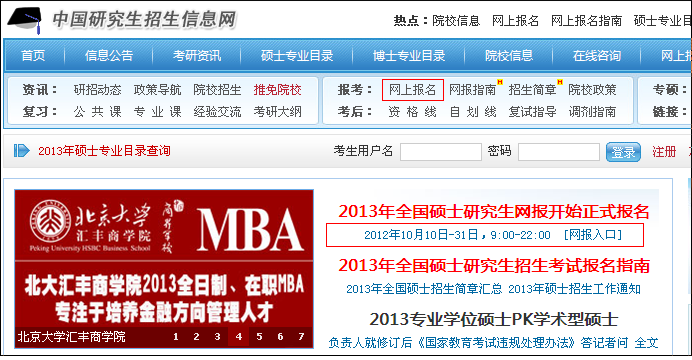 中国研究生招生信息网
热点：院校信息 网上报名 网上报名指南 硕士专业目
首页 信息公告 考研资讯 硕士专业目录 博士专业目录 院校信息 在线咨询 网上
资讯：研招动态 政策导航 院校招生 推免院校
复习：公共课 专业课 经验交流 考研大纲
报考：网上报名 网报指南 H 招生简章 H 院校政策
考后：资格线 自划线 复试指导 调剂指南
专硕：
链接：
2013年硕士专业目录查询
考生用户名 密码 登录 注册
北京大学 商界军校
汇丰商学院
Peking University HSBC Business School
MBA
北大汇丰商学院2013全日制、在职MBA
专注于培养金融方向管理人才
北京大学汇丰商学院 1 2 3 4 5 6 7
2013年全国硕士研究生网报开始正式报名
2012年10月10日-31日，9:00-22:00 [网报入口]
2013年全国硕士研究生招生考试报名指南
2013年全国硕士招生简章汇总 2013年硕士招生工作通知
2013专业学位硕士PK学术型硕士
负责人就修订后《国家教育考试违规处理办法》答记者问 全文